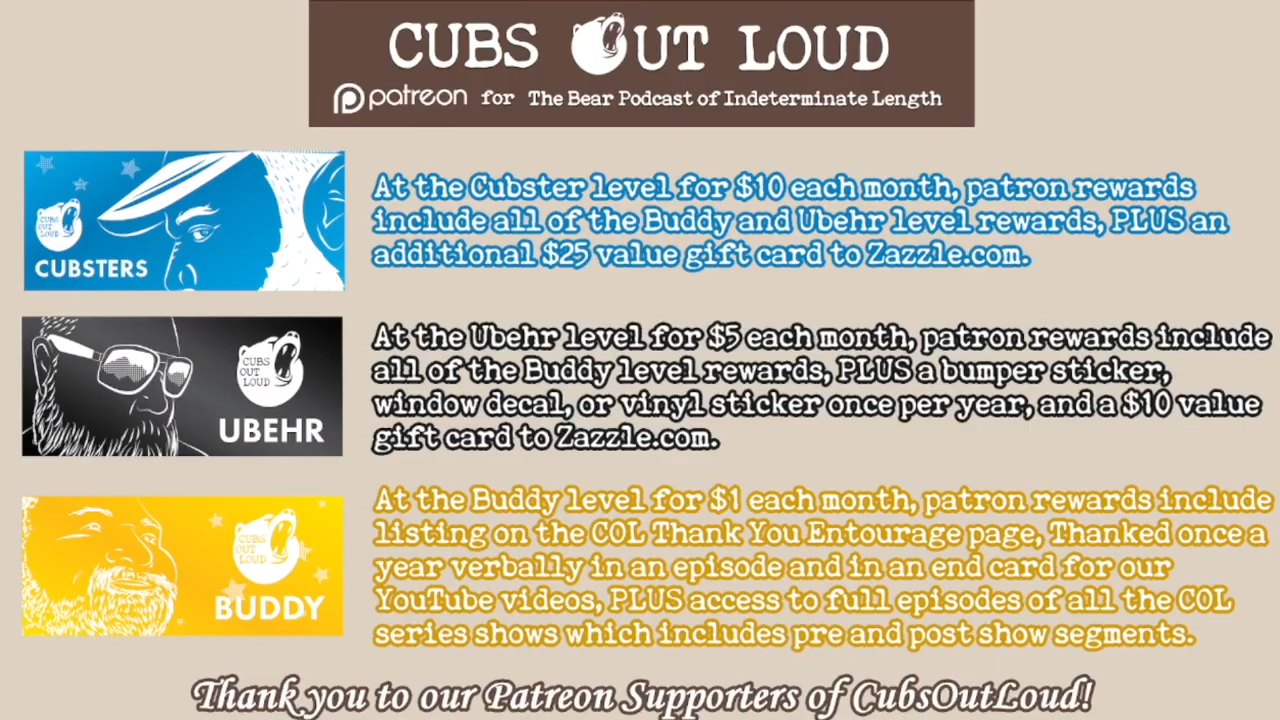 CUBS OUT LOUD
patreon for The Bear Podcast of Indeterminate Length
CUBS
OUT
LOUD
CUBSTERS
At the Cubster level for $10 each month, patron rewards
include all of the Buddy and Ubehr level rewards, PLUS an
additional $25 value gift card to Zazzle.com.
CUBS
OUT
LOUD
UBEHR
At the Ubehr level for $5 each month, patron rewards include
all of the Buddy level rewards, PLUS a bumper sticker,
window decal, or vinyl sticker once per year, and a $10 value
gift card to Zazzle.com.
CUBS
OUT
LOUD
BUDDY
At the Buddy level for $1 each month, patron rewards include
listing on the COL Thank You Entourage page, Thanked once a
year verbally in an episode and in an end card for our
YouTube videos, PLUS access to full episodes of all the COL
series shows which includes pre and post show segments.
Thank you to our Patreon Supporters of CubsOutLoud!